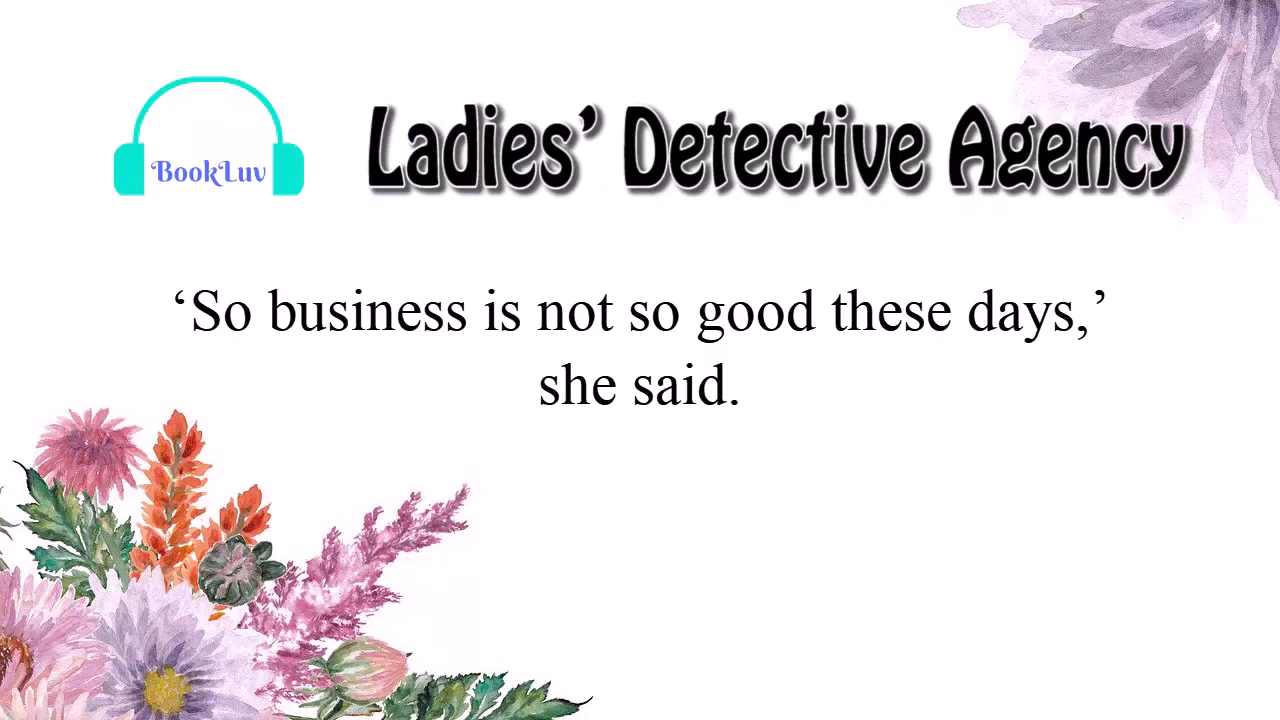 BookLuv
Ladies’ Detective Agency
‘So business is not so good these days,’
she said.